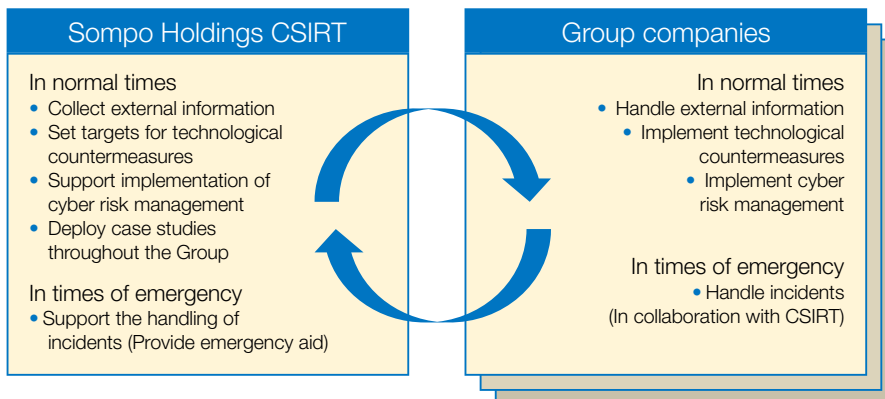 Sompo Holdings CSIRT
In normal times
• Collect external information
• Set targets for technological
countermeasures
• Support implementation of
cyber risk management
• Deploy case studies
throughout the Group
In times of emergency
• Support the handling of
incidents (Provide emergency aid)
Group companies
In normal times
• Handle external information
• Implement technological
countermeasures
• Implement cyber
risk management
In times of emergency
• Handle incidents
(In collaboration with CSIRT)